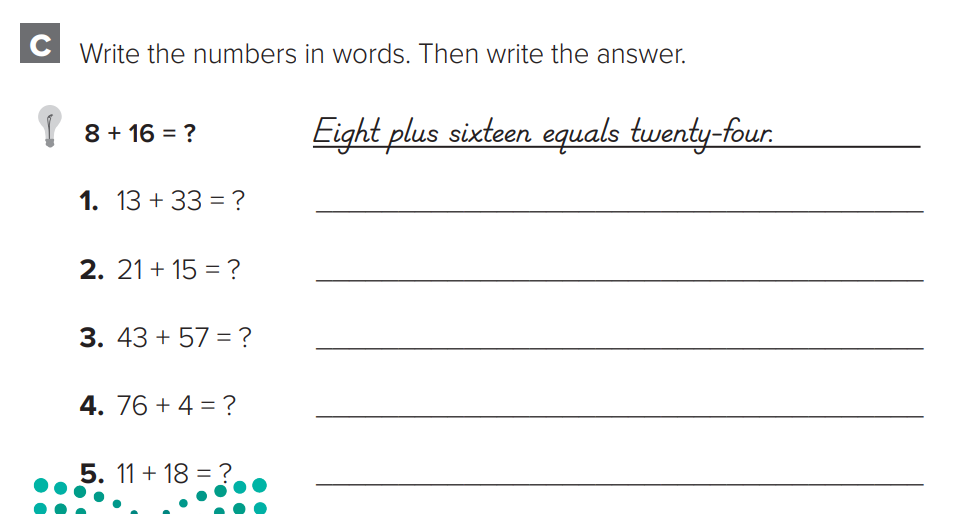 C Write the numbers in words. Then write the answer.
8 + 16 = ? Eight plus sixteen equals twenty-four.
1. 13 + 33 = ?
2. 21 + 15 = ?
3. 43 + 57 = ?
4. 76 + 4 = ?
5. 11 + 18 = ?